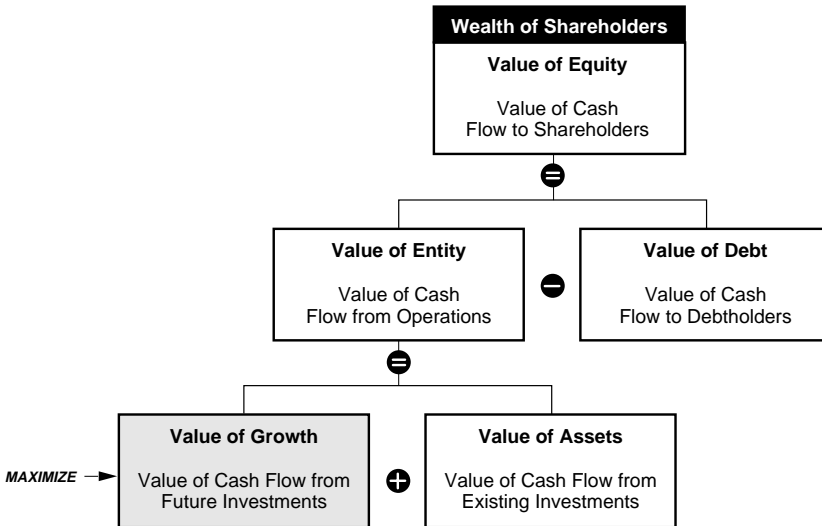 Wealth of Shareholders
Value of Equity
Value of Cash
Flow to Shareholders
=
Value of Entity
Value of Cash
Flow from Operations
−
Value of Debt
Value of Cash
Flow to Debtholders
=
MAXIMIZE
Value of Growth
Value of Cash Flow from
Future Investments
+
Value of Assets
Value of Cash Flow from
Existing Investments